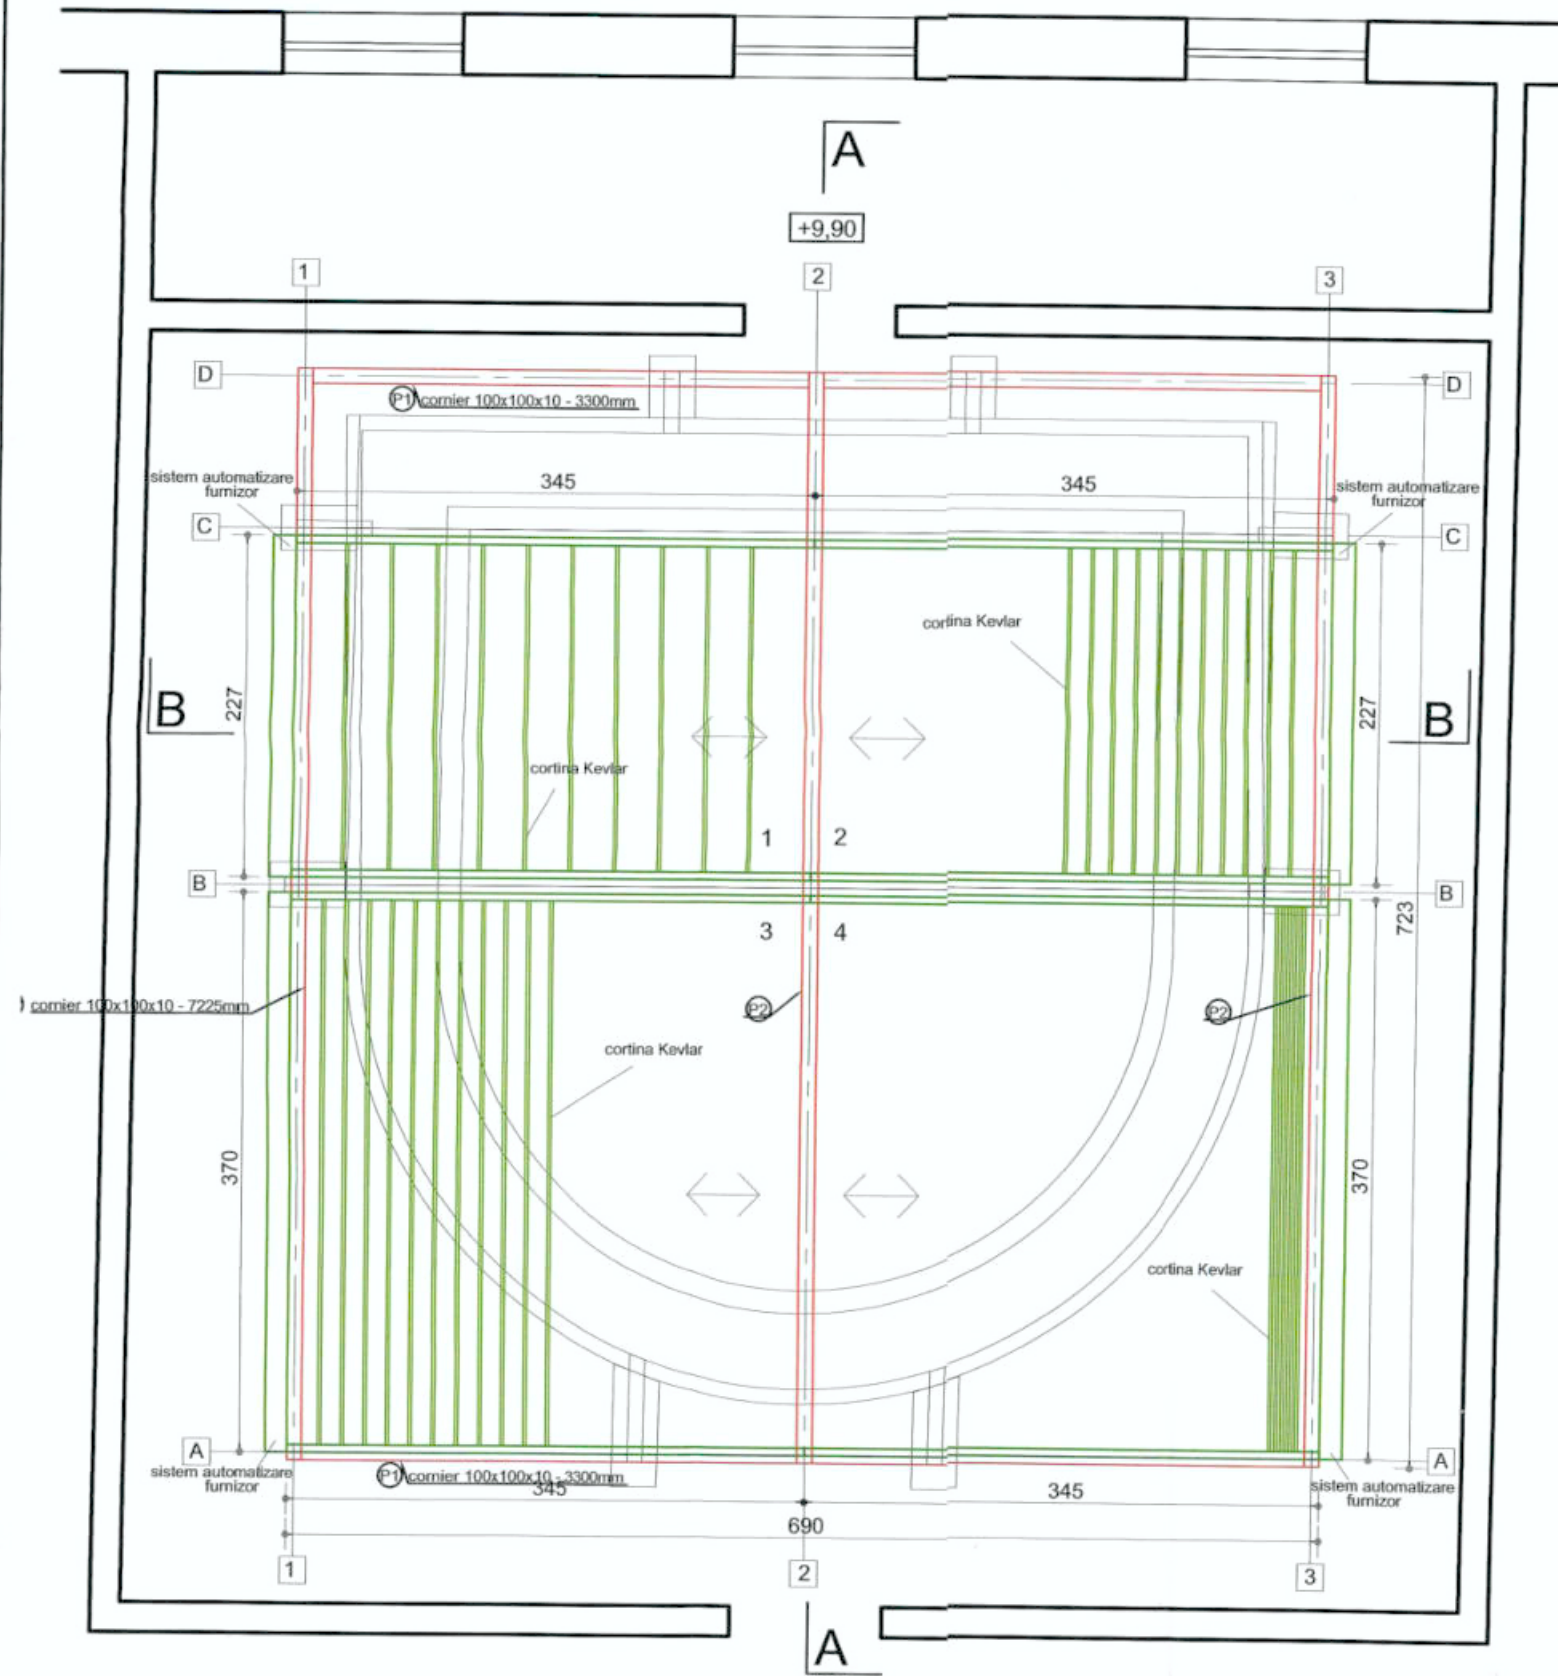 A
+9,90
1
2
3
D
D
P1 cornier 100x100x10 - 3300mm
345
345
sistem automatizare
furnizor
sistem automatizare
furnizor
C
C
cortina Kevlar
227
227
B
B
cortina Kevlar
1
2
B
B
3
4
723
) cornier 100x100x10 - 7225mm
P2
P2
cortina Kevlar
370
370
cortina Kevlar
A
A
sistem automatizare
furnizor
P1 cornier 100x100x10 - 3300mm
345
345
sistem automatizare
furnizor
690
1
2
3
A